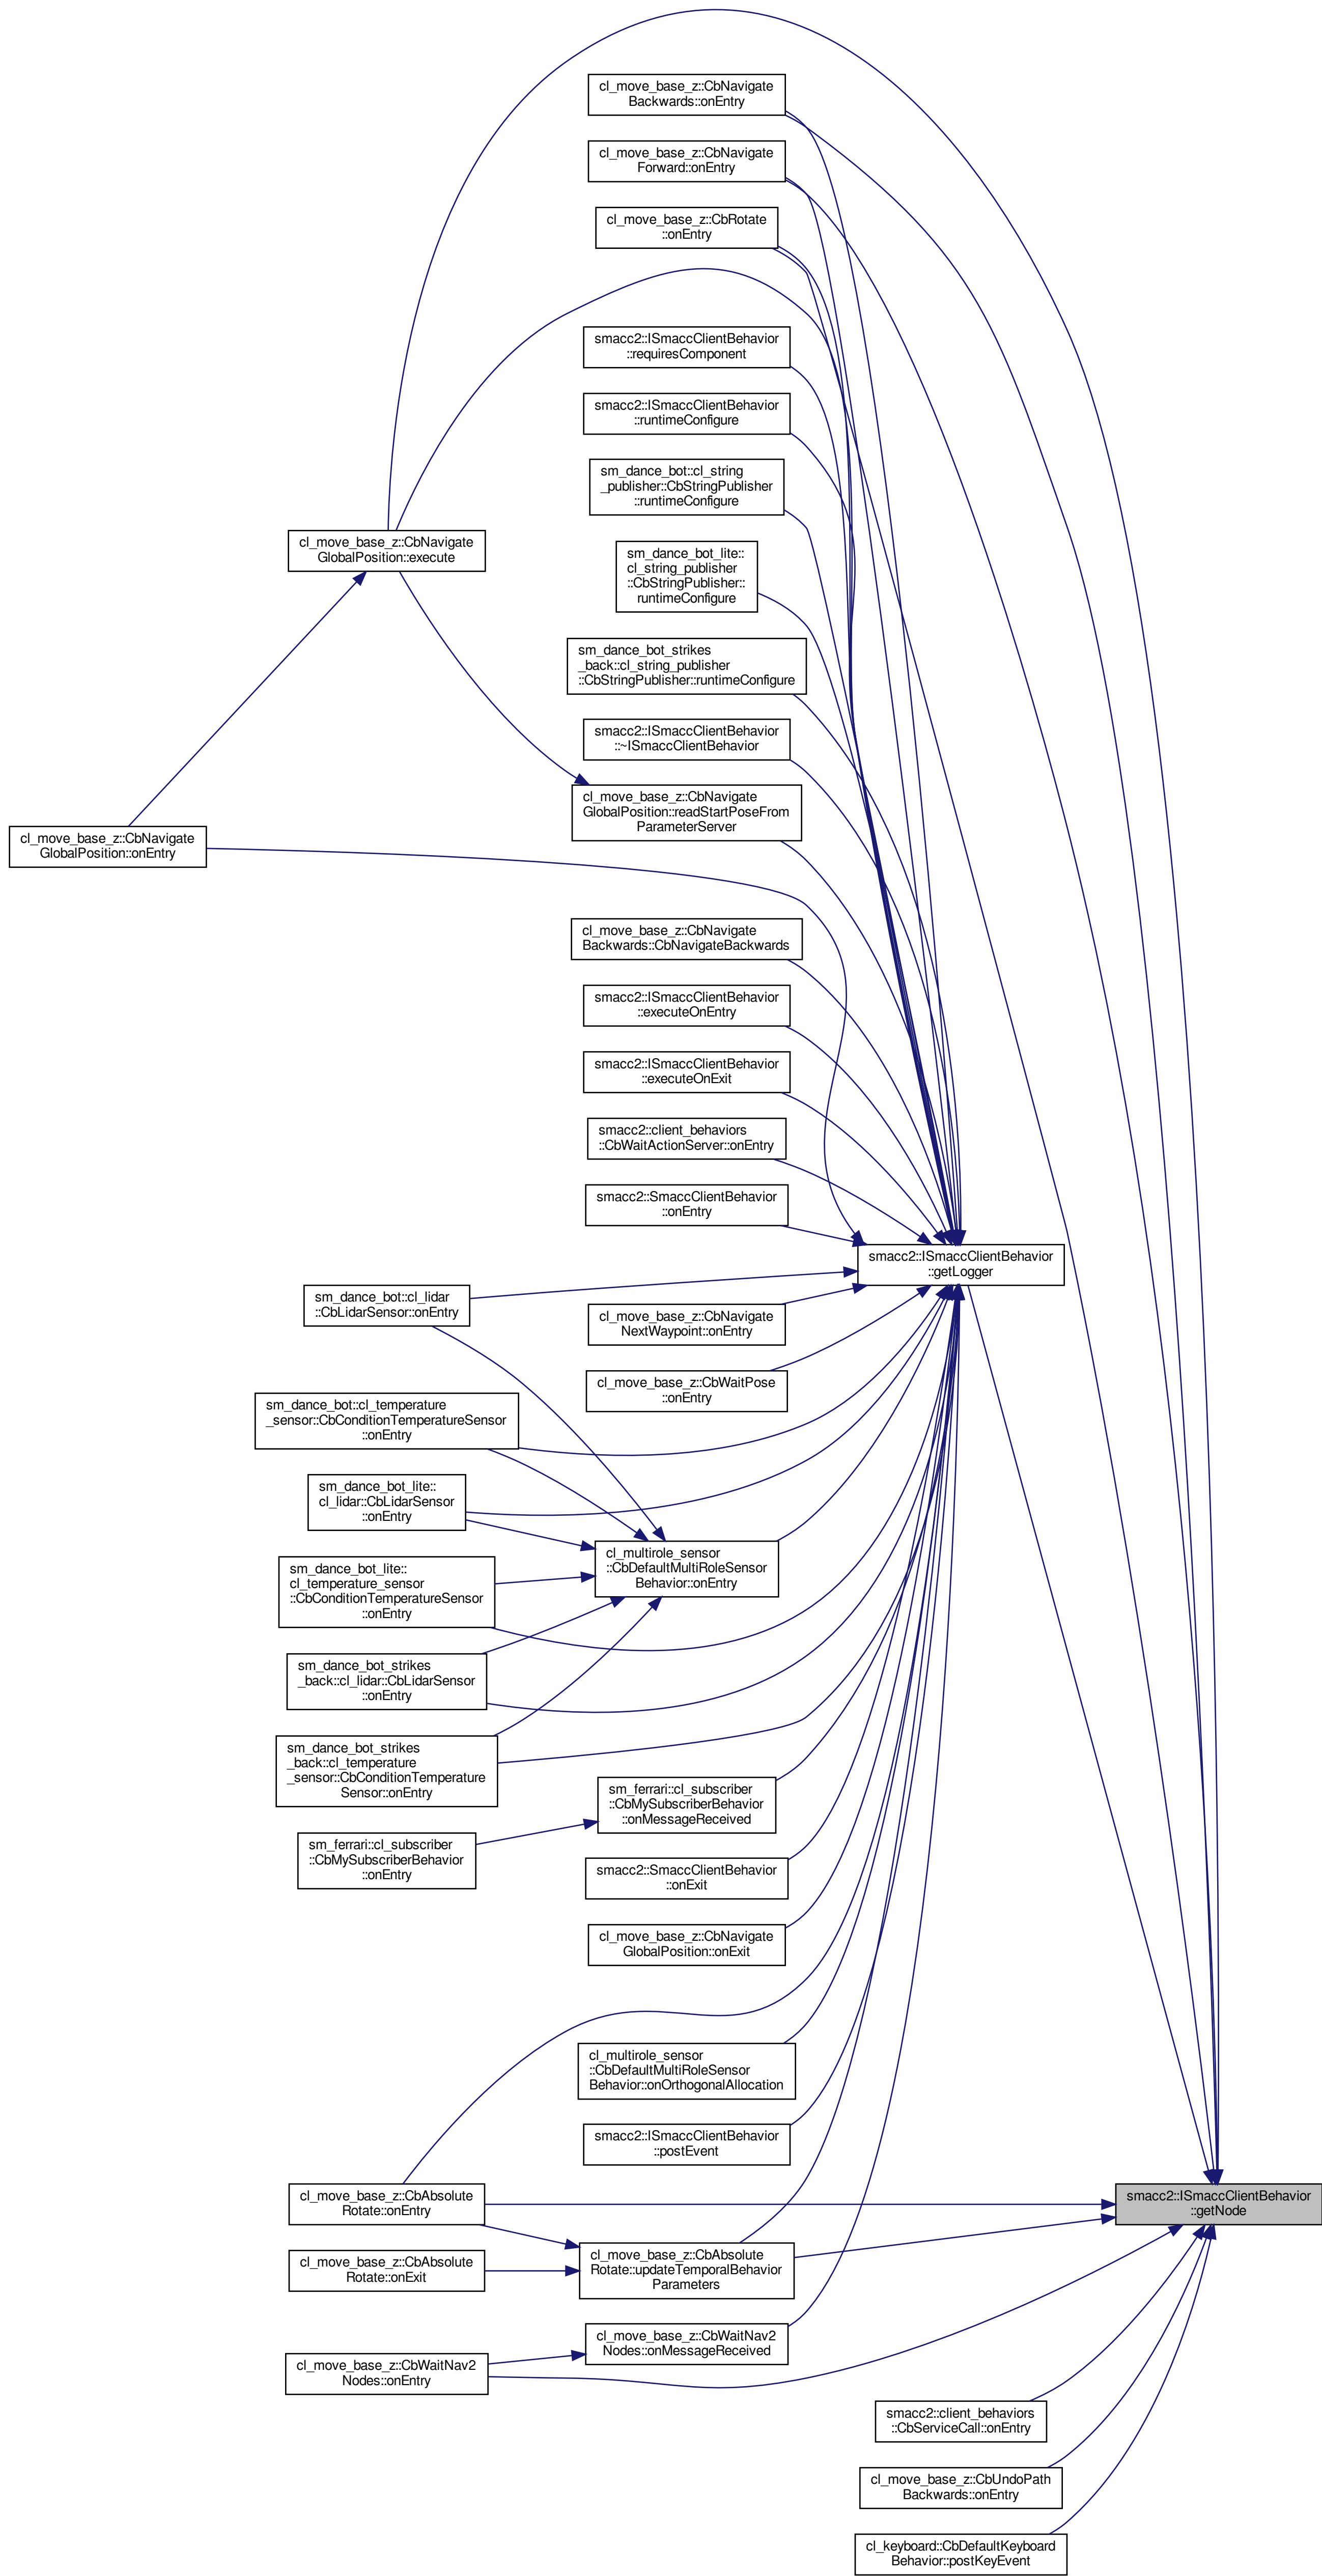 cl_move_base_z::CbNavigate
Backwards::onEntry
cl_move_base_z::CbNavigate
Forward::onEntry
cl_move_base_z::CbRotate
::onEntry
smacc2::ISmaccClientBehavior
::requiresComponent
smacc2::ISmaccClientBehavior
::runtimeConfigure
sm_dance_bot::cl_string
_publisher::CbStringPublisher
::runtimeConfigure
cl_move_base_z::CbNavigate
GlobalPosition::execute
sm_dance_bot_lite::
cl_string_publisher
::CbStringPublisher::
runtimeConfigure
sm_dance_bot_strikes
_back::cl_string_publisher
::CbStringPublisher::runtimeConfigure
smacc2::ISmaccClientBehavior
::~ISmaccClientBehavior
cl_move_base_z::CbNavigate
GlobalPosition::readStartPoseFrom
ParameterServer
cl_move_base_z::CbNavigate
GlobalPosition::onEntry
cl_move_base_z::CbNavigate
Backwards::CbNavigateBackwards
smacc2::ISmaccClientBehavior
::executeOnEntry
smacc2::ISmaccClientBehavior
::executeOnExit
smacc2::client_behaviors
::CbWaitActionServer::onEntry
smacc2::SmaccClientBehavior
::onEntry
smacc2::ISmaccClientBehavior
::getLogger
sm_dance_bot::cl_lidar
::CbLidarSensor::onEntry
cl_move_base_z::CbNavigate
NextWaypoint::onEntry
cl_move_base_z::CbWaitPose
::onEntry
sm_dance_bot::cl_temperature
_sensor::CbConditionTemperatureSensor
::onEntry
sm_dance_bot_lite::
cl_lidar::CbLidarSensor
::onEntry
cl_multirole_sensor
::CbDefaultMultiRoleSensor
Behavior::onEntry
sm_dance_bot_lite::
cl_temperature_sensor
::CbConditionTemperatureSensor
::onEntry
sm_dance_bot_strikes
_back::cl_lidar::CbLidarSensor
::onEntry
sm_dance_bot_strikes
_back::cl_temperature
_sensor::CbConditionTemperature
Sensor::onEntry
sm_ferrari::cl_subscriber
::CbMySubscriberBehavior
::onMessageReceived
sm_ferrari::cl_subscriber
::CbMySubscriberBehavior
::onEntry
smacc2::SmaccClientBehavior
::onExit
cl_move_base_z::CbNavigate
GlobalPosition::onExit
cl_multirole_sensor
::CbDefaultMultiRoleSensor
Behavior::onOrthogonalAllocation
smacc2::ISmaccClientBehavior
::postEvent
cl_move_base_z::CbAbsolute
Rotate::onEntry
smacc2::ISmaccClientBehavior
::getNode
cl_move_base_z::CbAbsolute
Rotate::onExit
cl_move_base_z::CbAbsolute
Rotate::updateTemporalBehavior
Parameters
cl_move_base_z::CbWaitNav2
Nodes::onMessageReceived
cl_move_base_z::CbWaitNav2
Nodes::onEntry
smacc2::client_behaviors
::CbServiceCall::onEntry
cl_move_base_z::CbUndoPath
Backwards::onEntry
cl_keyboard::CbDefaultKeyboard
Behavior::postKeyEvent